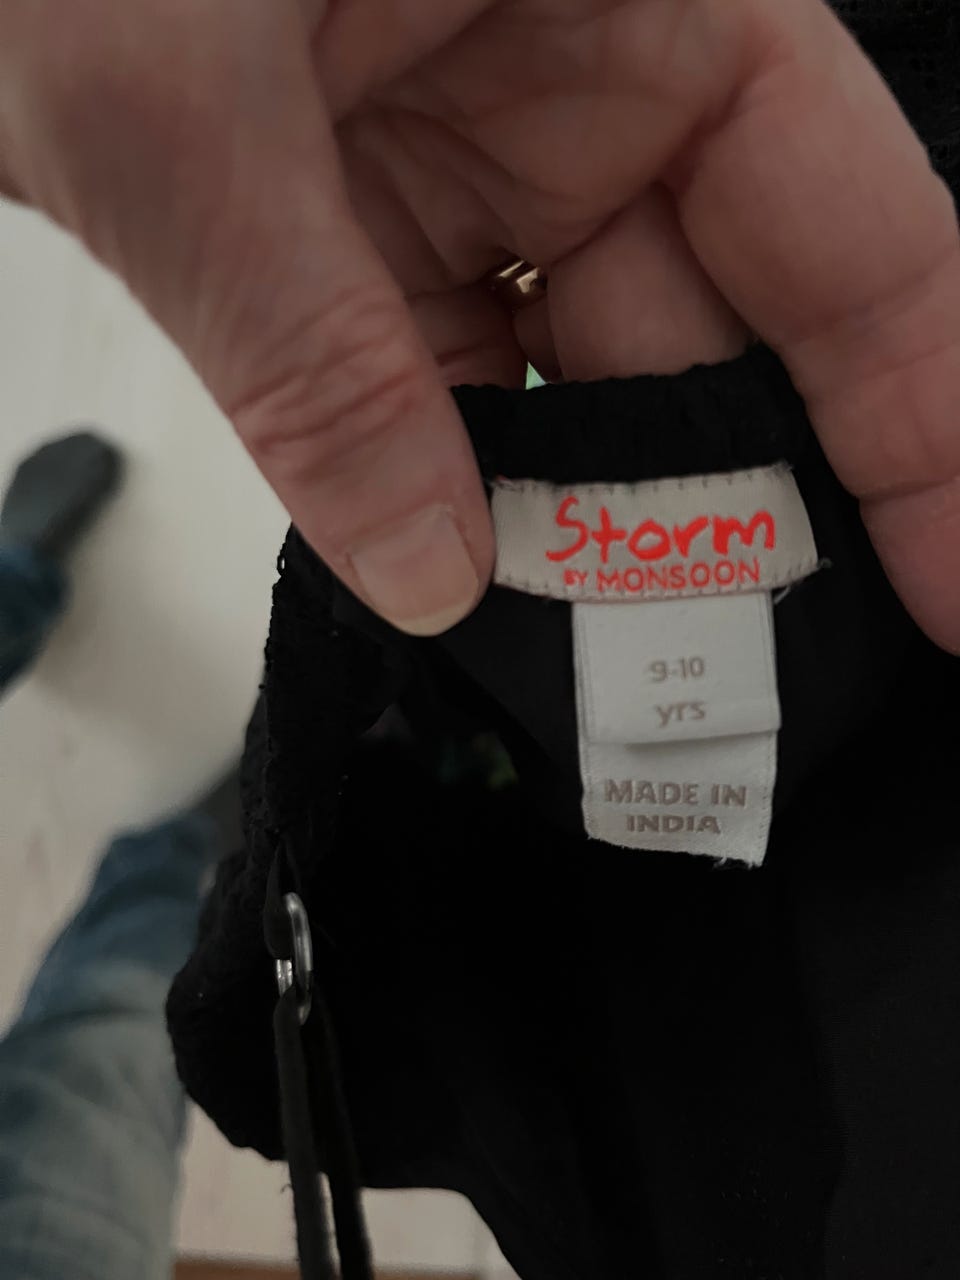 Storm
BY MONSOON
9-10
yrs
MADE IN
INDIA